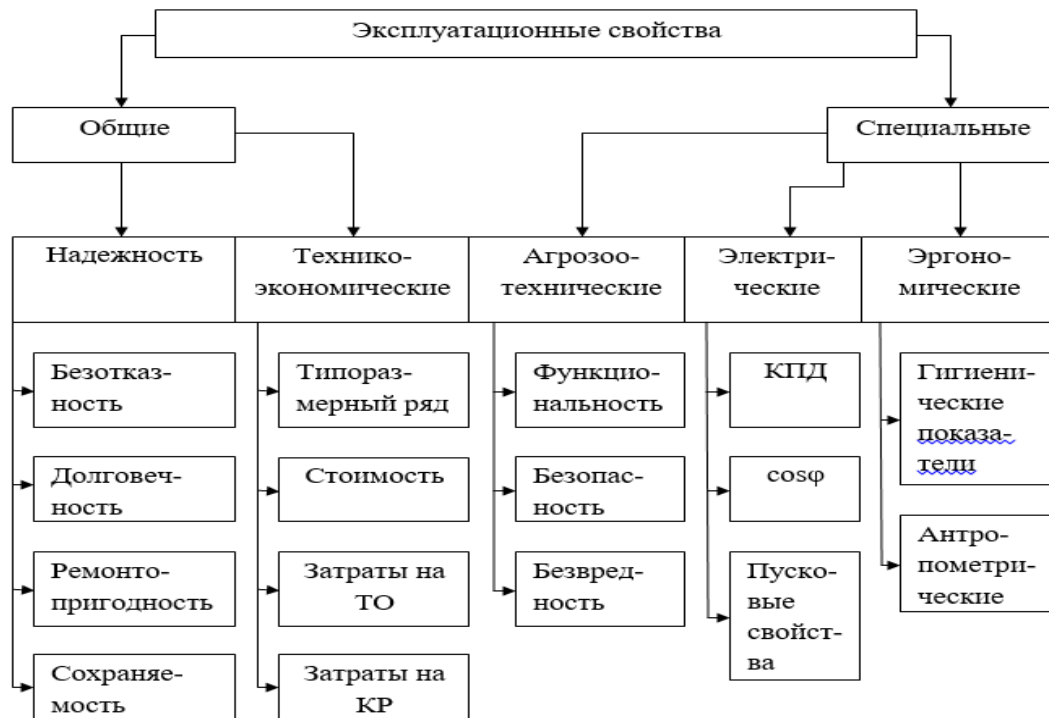 Эксплуатационные свойства
Общие
Специальные
Надежность
Технико-
экономические
Агрозоо-
технические
Электри-
ческие
Эргоно-
мические
Безотказ-
ность
Долговеч-
ность
Ремонто-
пригодность
Сохраняе-
мость
Типораз-
мерный ряд
Стоимость
Затраты на
ТО
Затраты на
КР
Функцио-
нальность
Безопас-
ность
Безвред-
ность
КПД
cosφ
Пуско-
вые
свойст-
ва
Гигиени-
ческие
показа-
тели
Антро-
пометри-
ческие